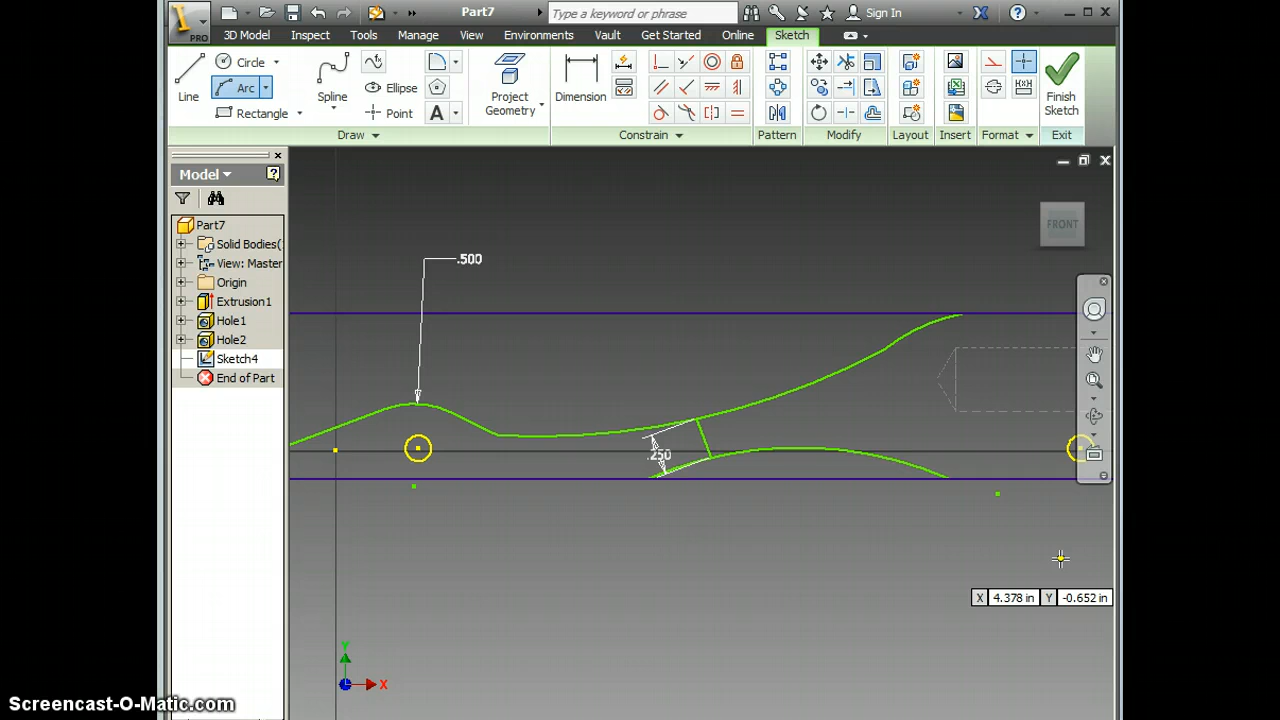 Part7
Type a keyword or phrase
Sign In
PRO
3D Model
Inspect
Tools
Manage
View
Environments
Vault
Get Started
Online
Sketch
Line
Circle
Arc
Rectangle
Spline
Ellipse
Point
A
Project
Geometry
Dimension
Finish
Sketch
Draw
Constrain
Pattern
Modify
Layout
Insert
Format
Exit
Model
Part7
Solid Bodies(
View: Master
Origin
Extrusion1
Hole1
Hole2
Sketch4
End of Part
FRONT
.500
.250
X 4.378 in Y -0.652 in
Y
X
Screencast-O-Matic.com